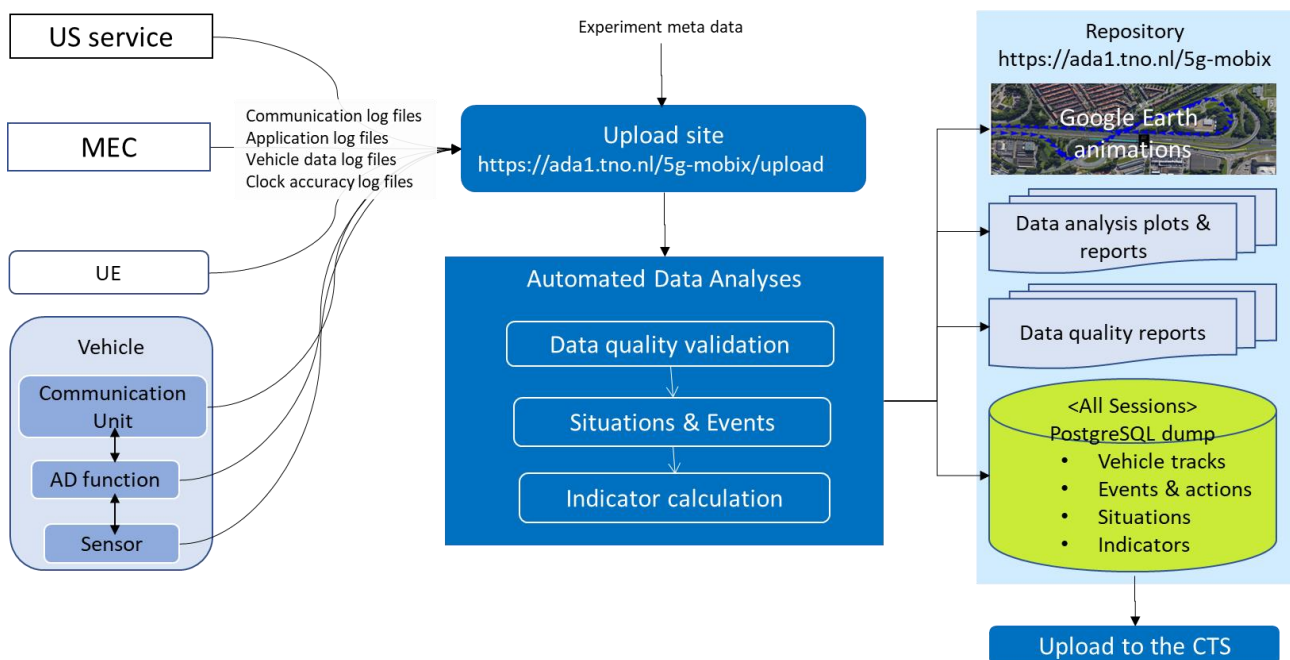 US service
MEC
UE
Vehicle
Communication
Unit
AD function
Sensor
Communication log files
Application log files
Vehicle data log files
Clock accuracy log files
Experiment meta data
Upload site
https://ada1.tno.nl/5g-mobix/upload
Automated Data Analyses
Data quality validation
Situations & Events
Indicator calculation
Repository
https://ada1.tno.nl/5g-mobix
Google Earth
animations
Data analysis plots &
reports
Data quality reports
<All Sessions>
PostgreSQL dump
• Vehicle tracks
• Events & actions
• Situations
• Indicators
Upload to the CTS